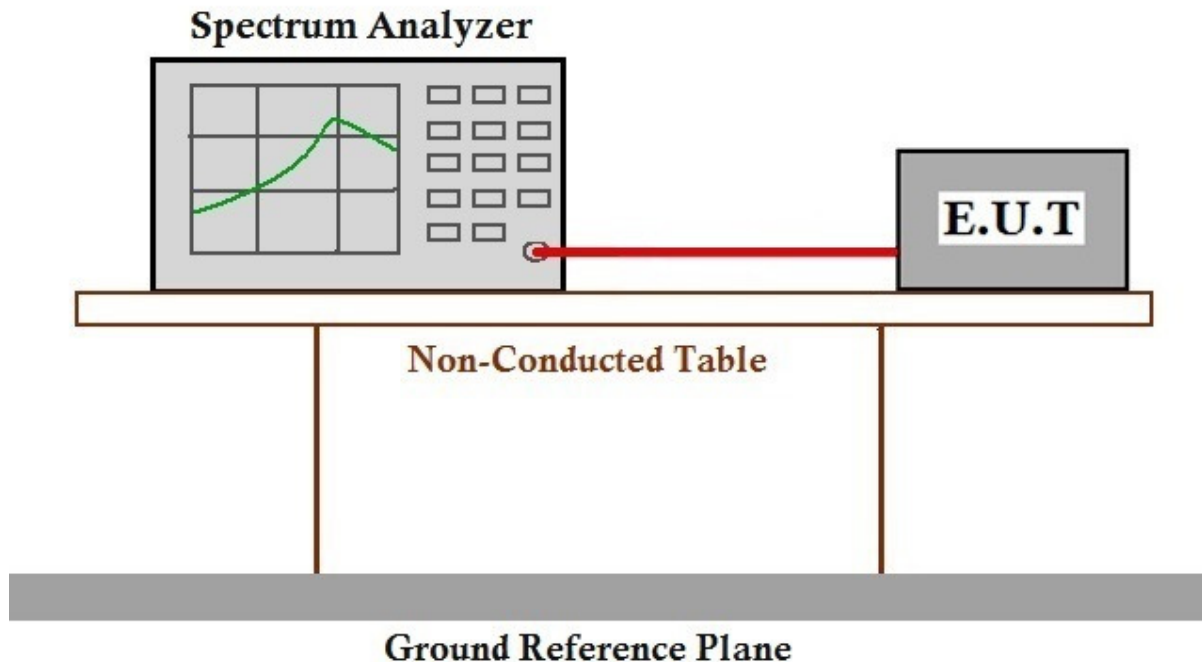 Spectrum Analyzer
E.U.T
Non-Conducted Table
Ground Reference Plane